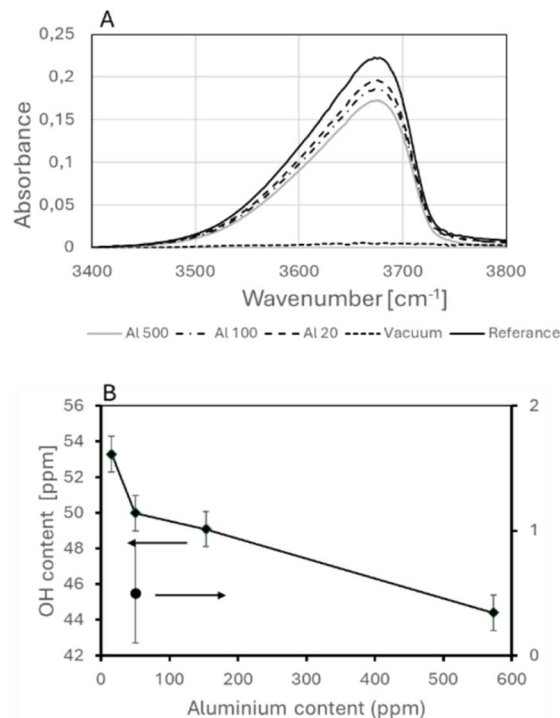 A
0,25
0,2
0,15
0,1
0,05
0
Absorbance
3400 3500 3600 3700 3800
Wavenumber [cm-1]
Al 500 Al 100 Al 20 Vacuum Referance
B
56
54
52
50
48
46
44
42
OH content [ppm]
2
1
0
0 100 200 300 400 500 600
Aluminium content (ppm)